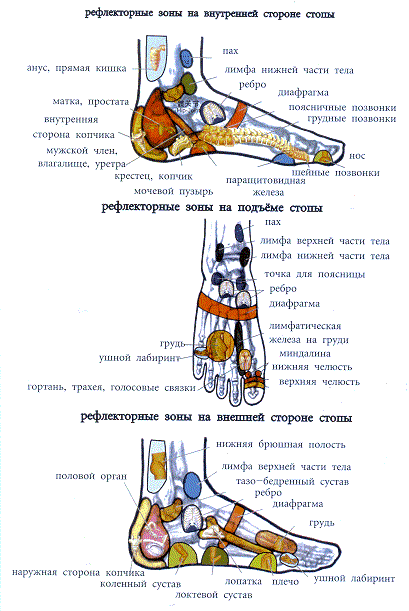 рефлекторные зоны на внутренней стороне стопы
пах
анус, прямая кишка
лимфа нижней части тела
ребро
диафрагма
матка, простата
поясничные позвонки
грудные позвонки
внутренняя
сторона копчика
мужской член,
влагалище, уретра
нос
шейные позвонки
крестец, копчик
паращитовидная
железа
мочевой пузырь
рефлекторные зоны на подъёме стопы
пах
лимфа верхней части тела
лимфа нижней части тела
точка для поясницы
ребро
диафрагма
лимфатическая
железа на груди
грудь
миндалина
ушной лабиринт
нижняя челюсть
гортань, трахея, голосовые связки
верхняя челюсть
рефлекторные зоны на внешней стороне стопы
нижняя брюшная полость
лимфа верхней части тела
половой орган
тазо-бедренный сустав
ребро
диафрагма
грудь
наружная сторона копчика
коленный сустав
лопатка
плечо
ушной лабиринт
локтевой сустав